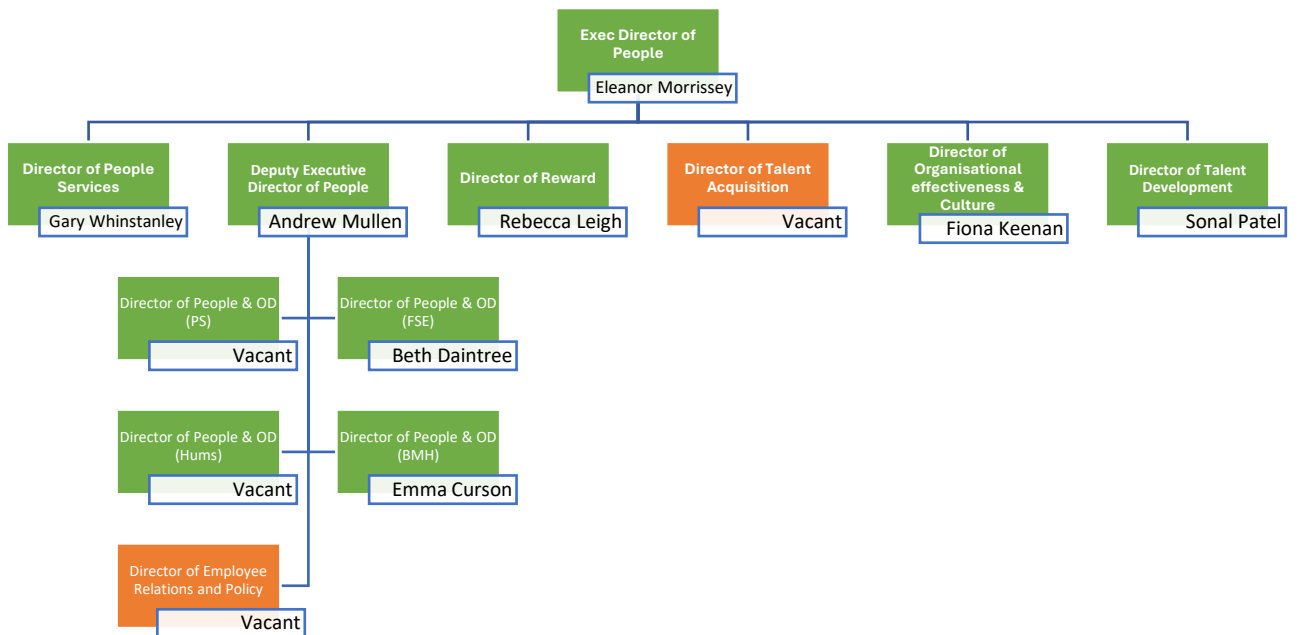 Exec Director of
People
Eleanor Morrissey
Director of People
Services
Gary Whinstanley
Deputy Executive
Director of People
Andrew Mullen
Director of Reward
Rebecca Leigh
Director of Talent
Acquisition
Vacant
Director of
Organisational
effectiveness &
Culture
Fiona Keenan
Director of Talent
Development
Sonal Patel
Director of People & OD
(PS)
Vacant
Director of People & OD
(FSE)
Beth Daintree
Director of People & OD
(Hums)
Vacant
Director of People & OD
(BMH)
Emma Curson
Director of Employee
Relations and Policy
Vacant